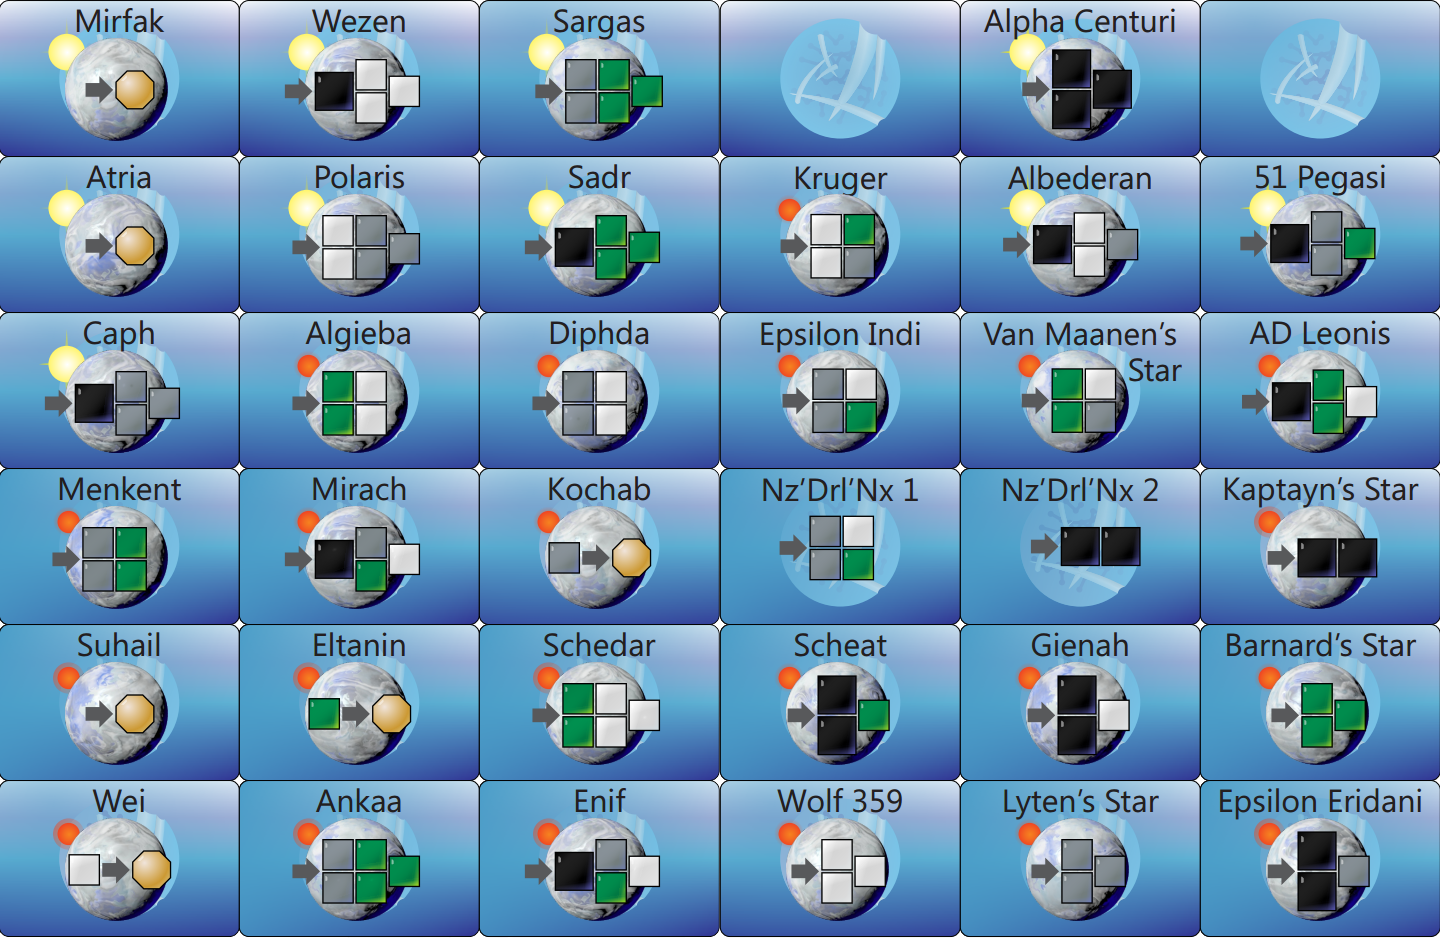 Mirfak
Wezen
Sargas
Alpha Centuri
Atria
Polaris
Sadr
Kruger
Albederan
51 Pegasi
Caph
Algieba
Diphda
Epsilon Indi
Van Maanen's
Star
AD Leonis
Menkent
Mirach
Kochab
Nz'Drl'Nx 1
Nz'Drl'Nx 2
Kaptayn's Star
Suhail
Eltanin
Schedar
Scheat
Gienah
Barnard's Star
Wei
Ankaa
Enif
Wolf 359
Lyten's Star
Epsilon Eridani